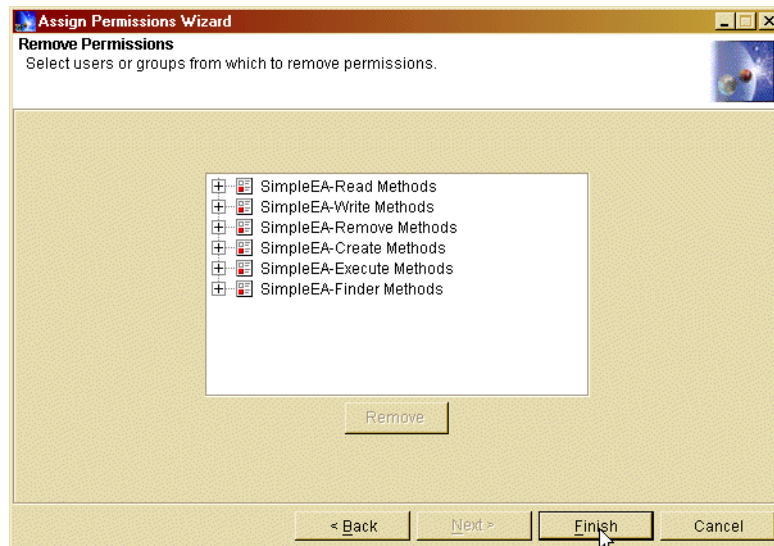 Assign Permissions Wizard
Remove Permissions
Select users or groups from which to remove permissions.
SimpleEA-Read Methods
SimpleEA-Write Methods
SimpleEA-Remove Methods
SimpleEA-Create Methods
SimpleEA-Execute Methods
SimpleEA-Finder Methods
Remove
< Back Next > Finish Cancel